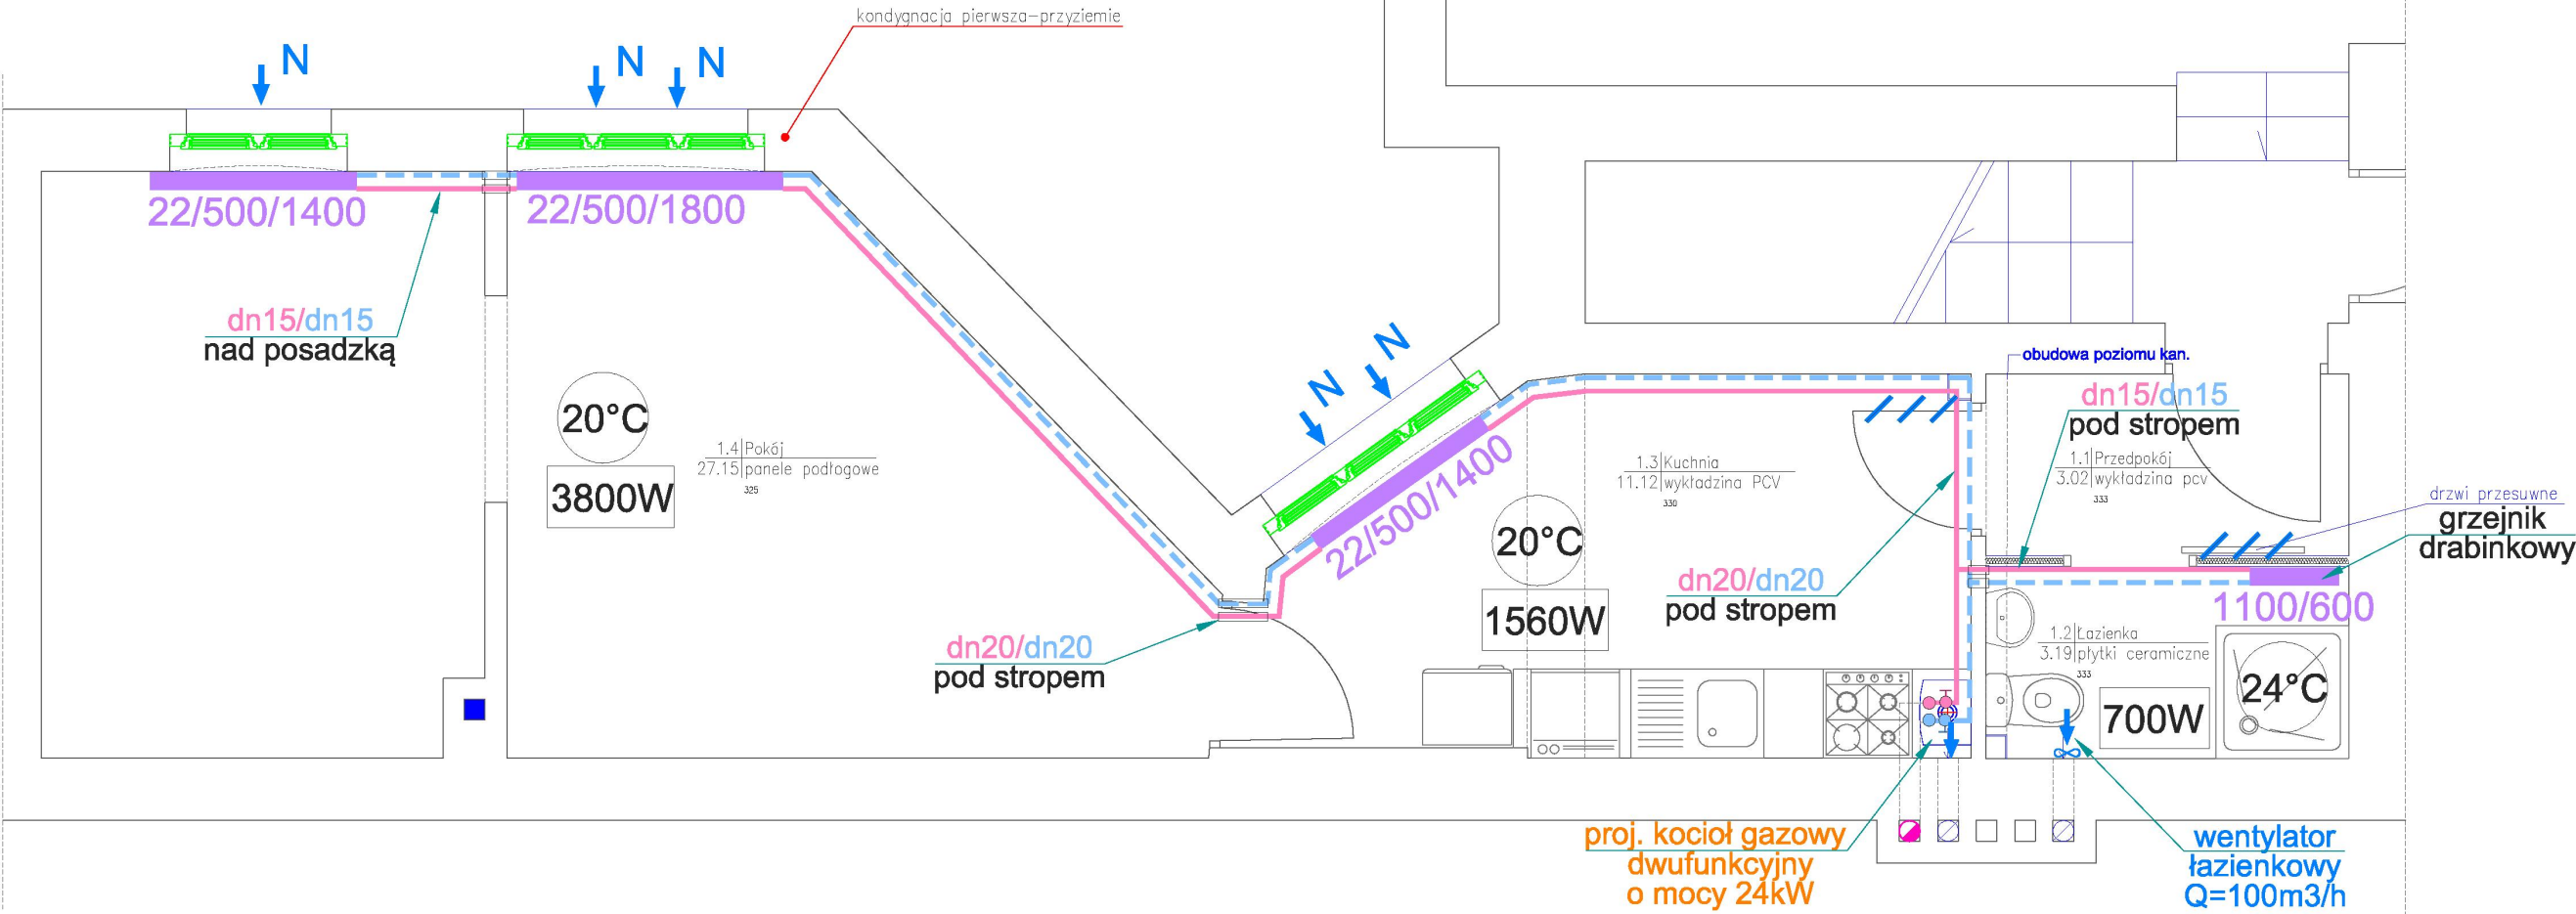 kondygnacja pierwsza-przyziemie
N
N
N
22/500/1400
22/500/1800
dn15/dn15
nad posadzką
20°C
3800W
1.4 Pokój
27.15 panele podłogowe
325
N
N
22/500/1400
1.3 Kuchnia
11.12 wykładzina PCV
330
20°C
1560W
dn20/dn20
pod stropem
dn20/dn20
pod stropem
obudowa poziomu kan.
dn15/dn15
pod stropem
1.1 Przedpokój
3.02 wykładzina pcv
333
drzwi przesuwne
grzejnik
drabinkowy
1100/600
1.2 Łazienka
3.19 płytki ceramiczne
333
24°C
700W
proj. kocioł gazowy
dwufunkcyjny
o mocy 24kW
wentylator
łazienkowy
Q=100m3/h